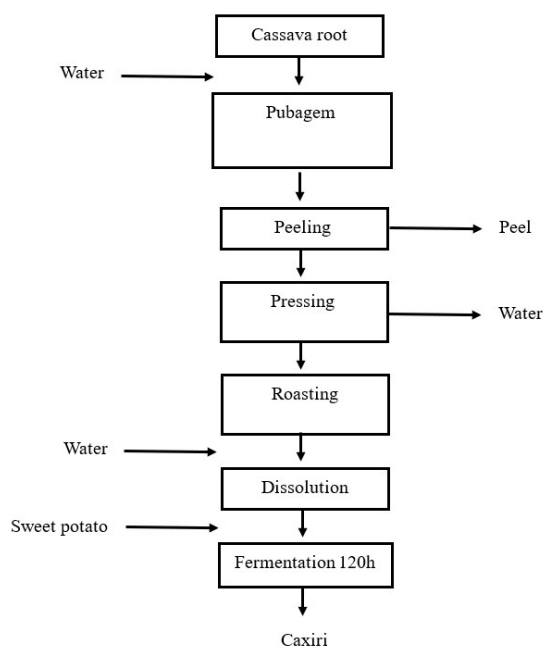 Cassava root
Water
Pubagem
Peeling
Peel
Pressing
Water
Roasting
Water
Dissolution
Sweet potato
Fermentation 120h
Caxiri